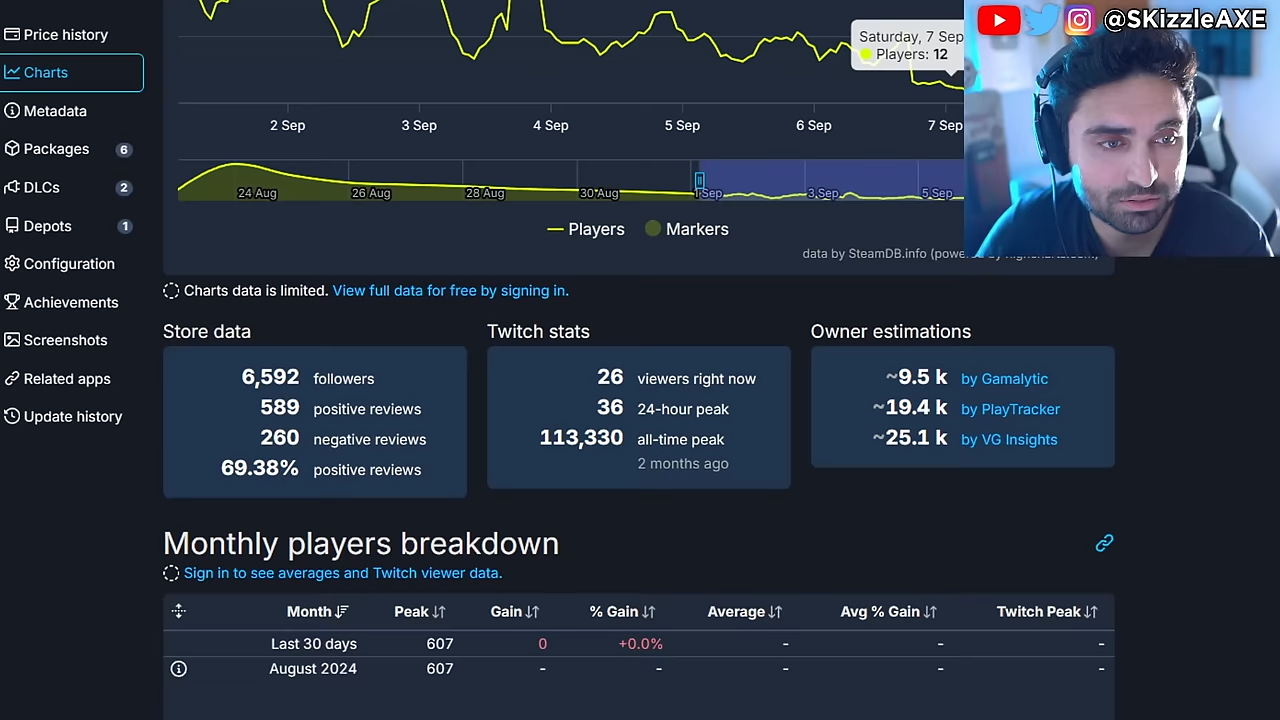 Price history
Charts
Metadata
Packages 6
DLCs 2
Depots 1
Configuration
Achievements
Screenshots
Related apps
Update history
@SKizzleAXE
Saturday, 7 Sep
Players: 12
2 Sep 3 Sep 4 Sep 5 Sep 6 Sep 7 Sep
24 Aug 26 Aug 28 Aug 30 Aug 1 Sep 3 Sep 5 Sep
Players Markers
data by SteamDB.info (powe
Charts data is limited. View full data for free by signing in.
Store data
6,592 followers
589 positive reviews
260 negative reviews
69.38% positive reviews
Twitch stats
26 viewers right now
36 24-hour peak
113,330 all-time peak
2 months ago
Owner estimations
~9.5 k by Gamalytic
~19.4 k by PlayTracker
~25.1 k by VG Insights
Monthly players breakdown
Sign in to see averages and Twitch viewer data.
Month Peak Gain % Gain Average Avg % Gain Twitch Peak
Last 30 days 607 0 +0.0% - - -
August 2024 607 - - - - -